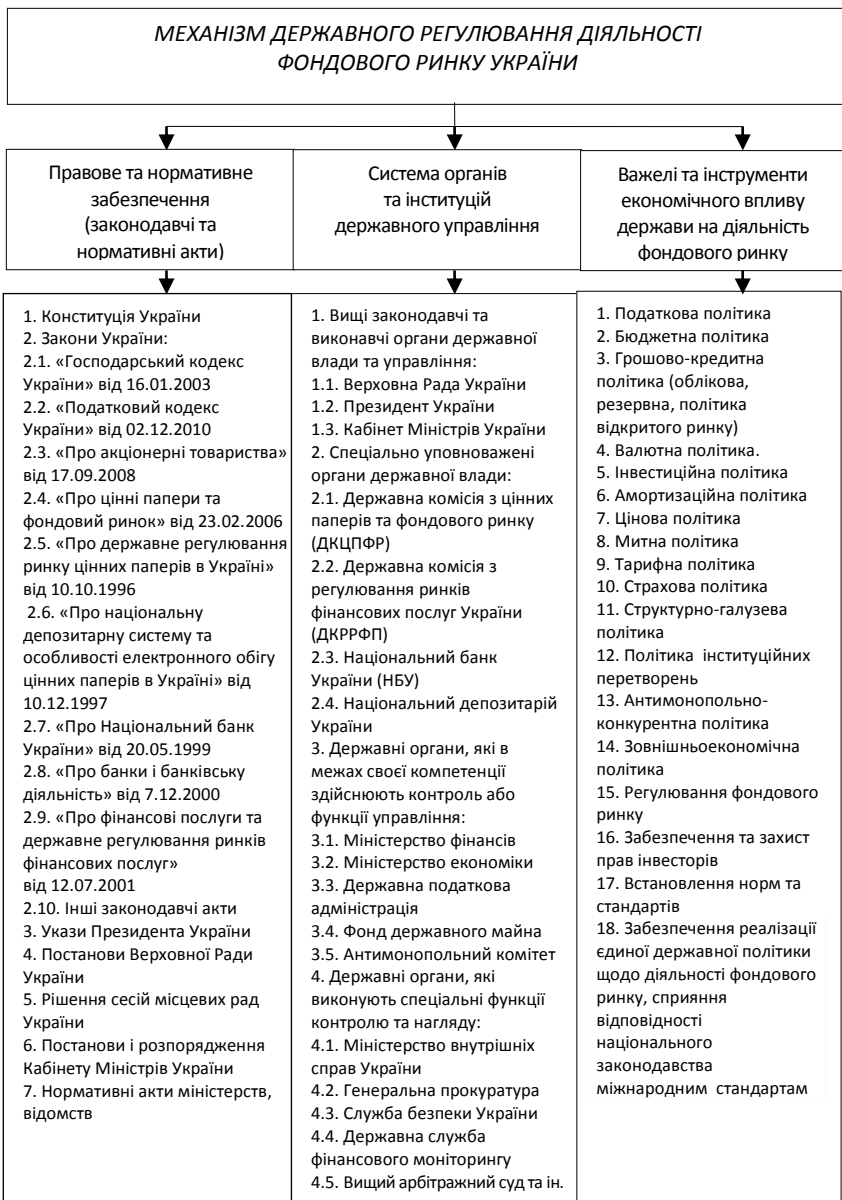 МЕХАНІЗМ ДЕРЖАВНОГО РЕГУЛЮВАННЯ ДІЯЛЬНОСТІ
ФОНДОВОГО РИНКУ УКРАЇНИ
Правове та нормативне
забезпечення
(законодавчі та
нормативні акти)
Система органів
та інституцій
державного управління
Важелі та інструменти
економічного впливу
держави на діяльність
фондового ринку
1. Конституція України
2. Закони України:
2.1. «Господарський кодекс
України» від 16.01.2003
2.2. «Податковий кодекс
України» від 02.12.2010
2.3. «Про акціонерні товариства»
від 17.09.2008
2.4. «Про цінні папери та
фондовий ринок» від 23.02.2006
2.5. «Про державне регулювання
ринку цінних паперів в Україні»
від 10.10.1996
2.6. «Про національну
депозитарну систему та
особливості електронного обігу
цінних паперів в Україні» від
10.12.1997
2.7. «Про Національний банк
України» від 20.05.1999
2.8. «Про банки і банківську
діяльність» від 7.12.2000
2.9. «Про фінансові послуги та
державне регулювання ринків
фінансових послуг»
від 12.07.2001
2.10. Інші законодавчі акти
3. Укази Президента України
4. Постанови Верховної Ради
України
5. Рішення сесій місцевих рад
України
6. Постанови і розпорядження
Кабінету Міністрів України
7. Нормативні акти міністерств,
відомств
1. Вищі законодавчі та
виконавчі органи державної
влади та управління:
1.1. Верховна Рада України
1.2. Президент України
1.3. Кабінет Міністрів України
2. Спеціально уповноважені
органи державної влади:
2.1. Державна комісія з цінних
паперів та фондового ринку
(ДКЦПФР)
2.2. Державна комісія з
регулювання ринків
фінансових послуг України
(ДКРРФП)
2.3. Національний банк
України (НБУ)
2.4. Національний депозитарій
України
3. Державні органи, які в
межах своєї компетенції
здійснюють контроль або
функції управління:
3.1. Міністерство фінансів
3.2. Міністерство економіки
3.3. Державна податкова
адміністрація
3.4. Фонд державного майна
3.5. Антимонопольний комітет
4. Державні органи, які
виконують спеціальні функції
контролю та нагляду:
4.1. Міністерство внутрішніх
справ України
4.2. Генеральна прокуратура
4.3. Служба безпеки України
4.4. Державна служба
фінансового моніторингу
4.5. Вищий арбітражний суд та ін.
1. Податкова політика
2. Бюджетна політика
3. Грошово-кредитна
політика (облікова,
резервна, політика
відкритого ринку)
4. Валютна політика.
5. Інвестиційна політика
6. Амортизаційна політика
7. Цінова політика
8. Митна політика
9. Тарифна політика
10. Страхова політика
11. Структурно-галузева
політика
12. Політика інституційних
перетворень
13. Антимонопольно-
конкурентна політика
14. Зовнішньоекономічна
політика
15. Регулювання фондового
ринку
16. Забезпечення та захист
прав інвесторів
17. Встановлення норм та
стандартів
18. Забезпечення реалізації
єдиної державної політики
щодо діяльності фондового
ринку, сприяння
відповідності
національного
законодавства
міжнародним стандартам